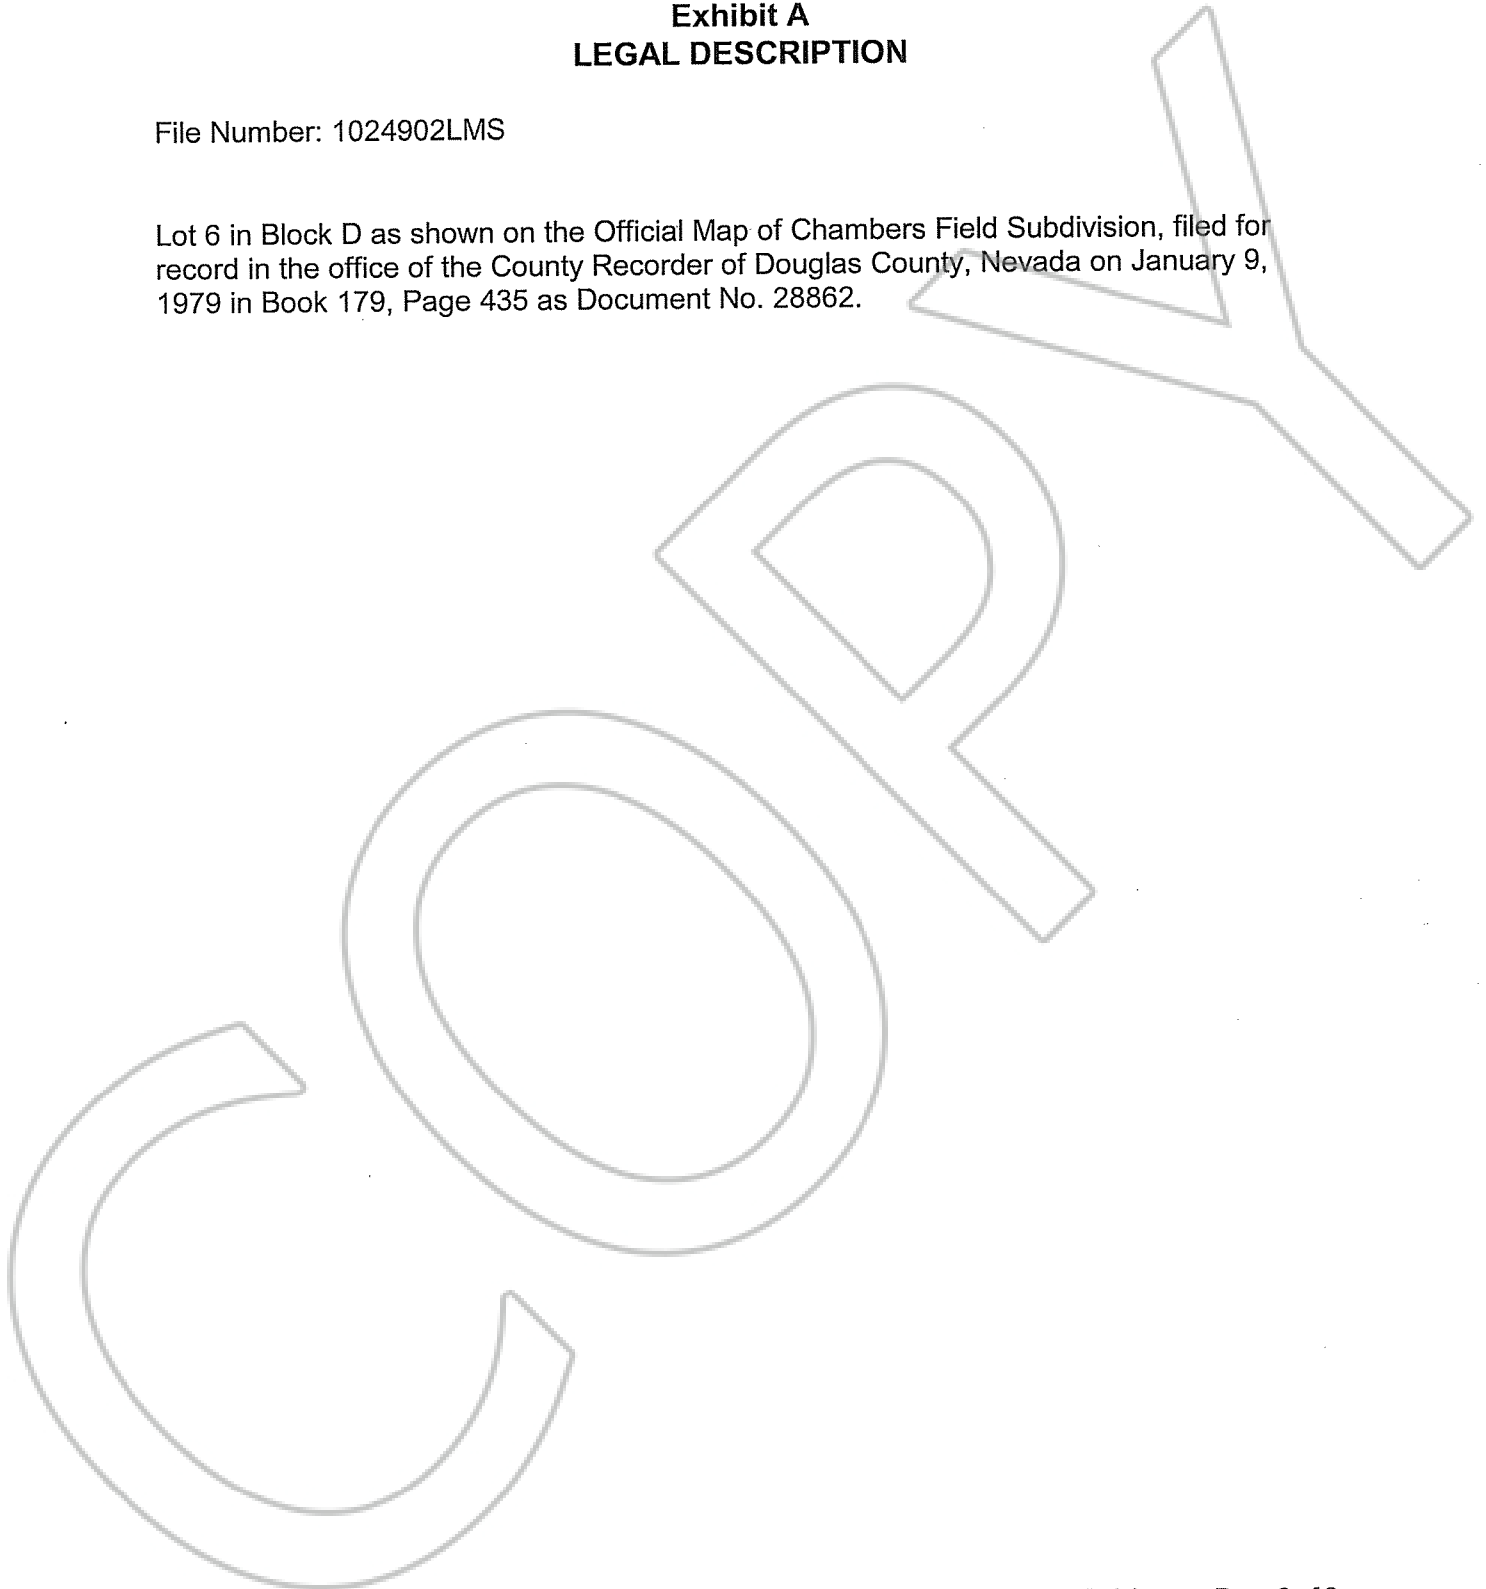 Exhibit A
LEGAL DESCRIPTION
File Number: 1024902LMS
Lot 6 in Block D as shown on the Official Map of Chambers Field Subdivision, filed for
record in the office of the County Recorder of Douglas County, Nevada on January 9,
1979 in Book 179, Page 435 as Document No. 28862.
COPY